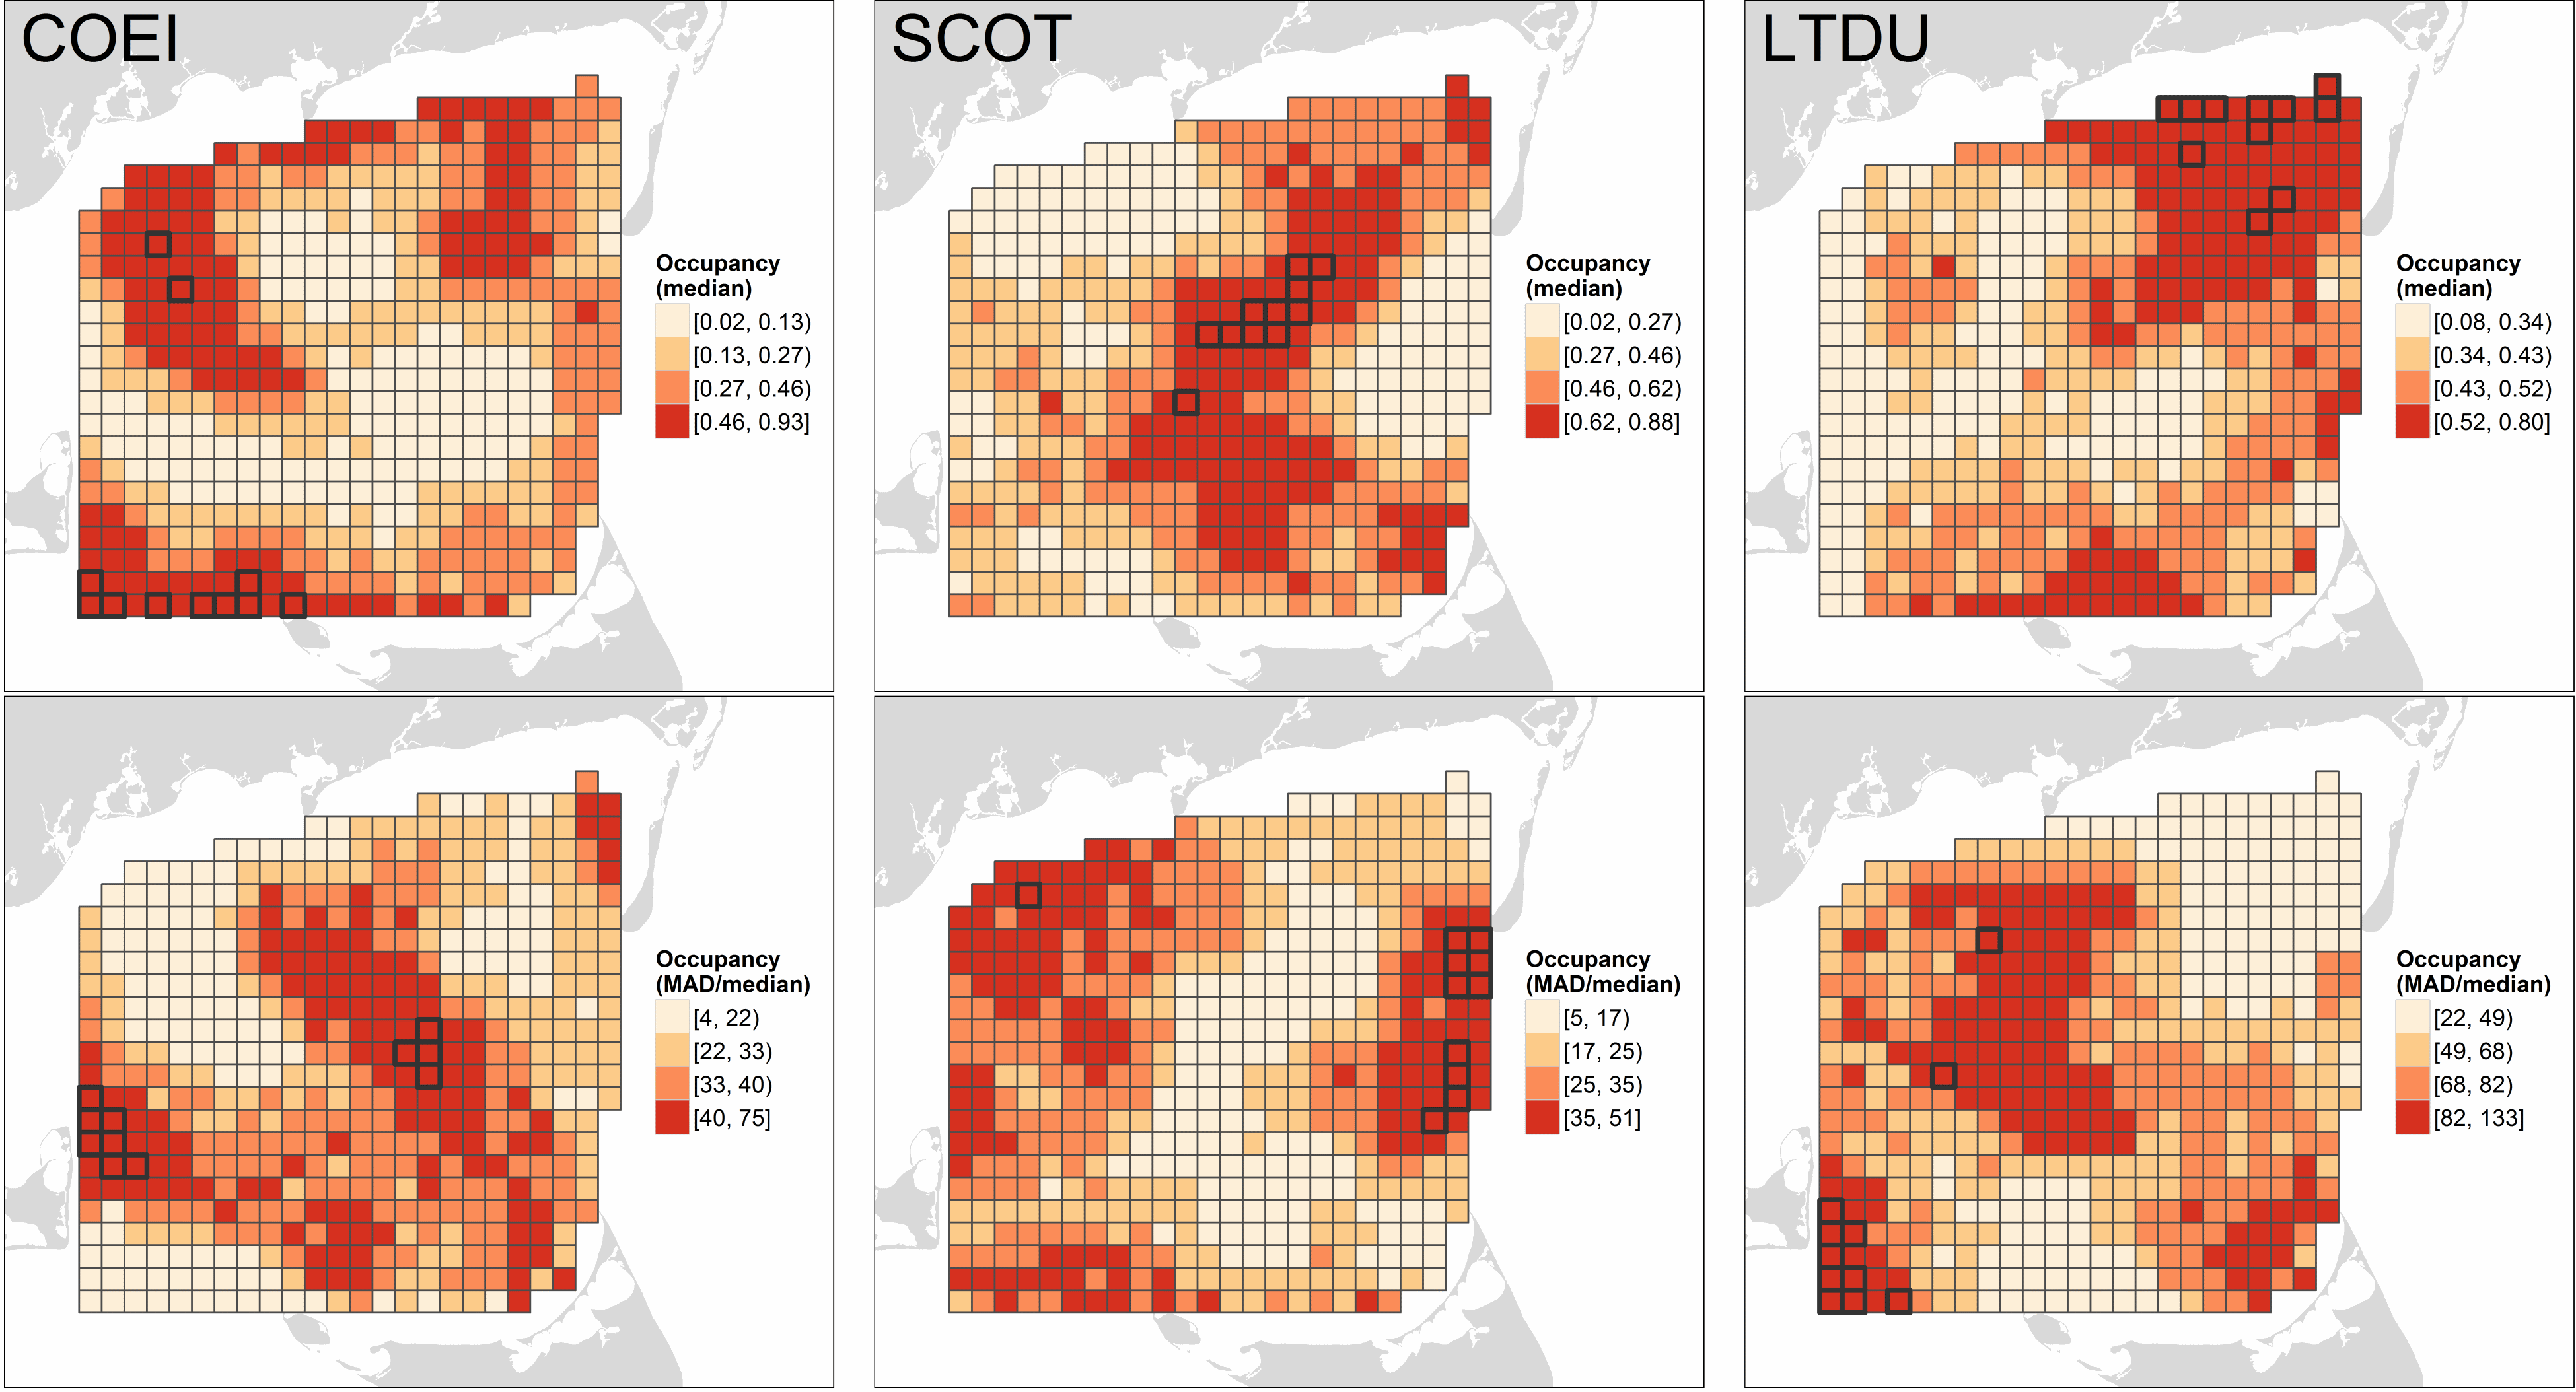 COEI
Occupancy
(median)
[0.02, 0.13)
[0.13, 0.27)
[0.27, 0.46)
[0.46, 0.93]
SCOT
Occupancy
(median)
[0.02, 0.27)
[0.27, 0.46)
[0.46, 0.62)
[0.62, 0.88]
LTDU
Occupancy
(median)
[0.08, 0.34)
[0.34, 0.43)
[0.43, 0.52)
[0.52, 0.80]
Occupancy
(MAD/median)
[4, 22)
[22, 33)
[33, 40)
[40, 75]
Occupancy
(MAD/median)
[5, 17)
[17, 25)
[25, 35)
[35, 51]
Occupancy
(MAD/median)
[22, 49)
[49, 68)
[68, 82)
[82, 133]